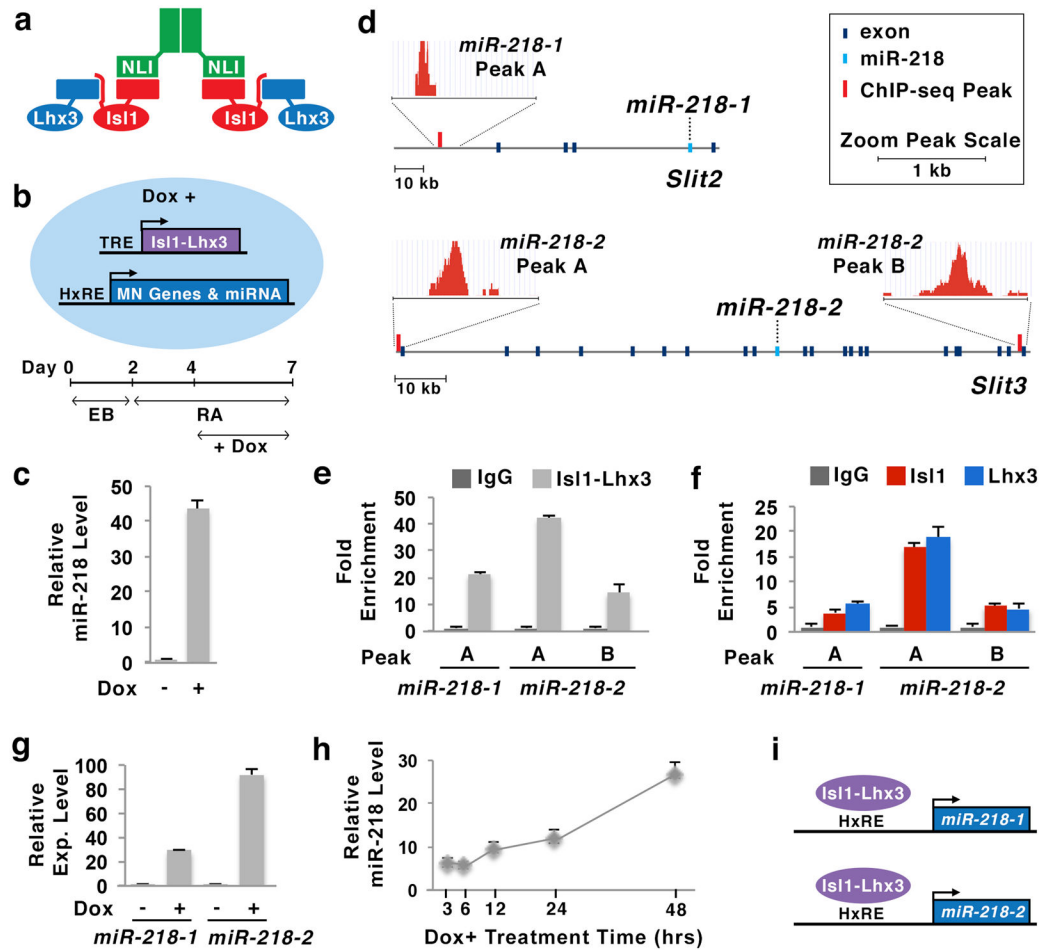 a
NLI NLI
Lhx3 Isl1 Isl1 Lhx3
b
Dox +
TRE Isl1-Lhx3
HxRE MN Genes & miRNA
Day 0 2 4 7
EB RA
+ Dox
c
Relative
miR-218 Level
50
40
30
20
10
0
Dox - +
d
miR-218-1
Peak A
miR-218-1
10 kb
Slit2
exon
miR-218
ChIP-seq Peak
Zoom Peak Scale
1 kb
miR-218-2
Peak A
miR-218-2
miR-218-2
Peak B
10 kb
Slit3
e
IgG Isl1-Lhx3
Fold
Enrichment
50
40
30
20
10
0
Peak A A B
miR-218-1 miR-218-2
f
IgG Isl1 Lhx3
Fold
Enrichment
25
20
15
10
5
0
Peak A A B
miR-218-1 miR-218-2
g
Relative
Exp. Level
100
80
60
40
20
0
Dox - + - +
miR-218-1 miR-218-2
h
Relative
miR-218 Level
30
20
10
0
3 6 12 24 48
Dox+ Treatment Time (hrs)
i
Isl1-Lhx3
HxRE miR-218-1
Isl1-Lhx3
HxRE miR-218-2